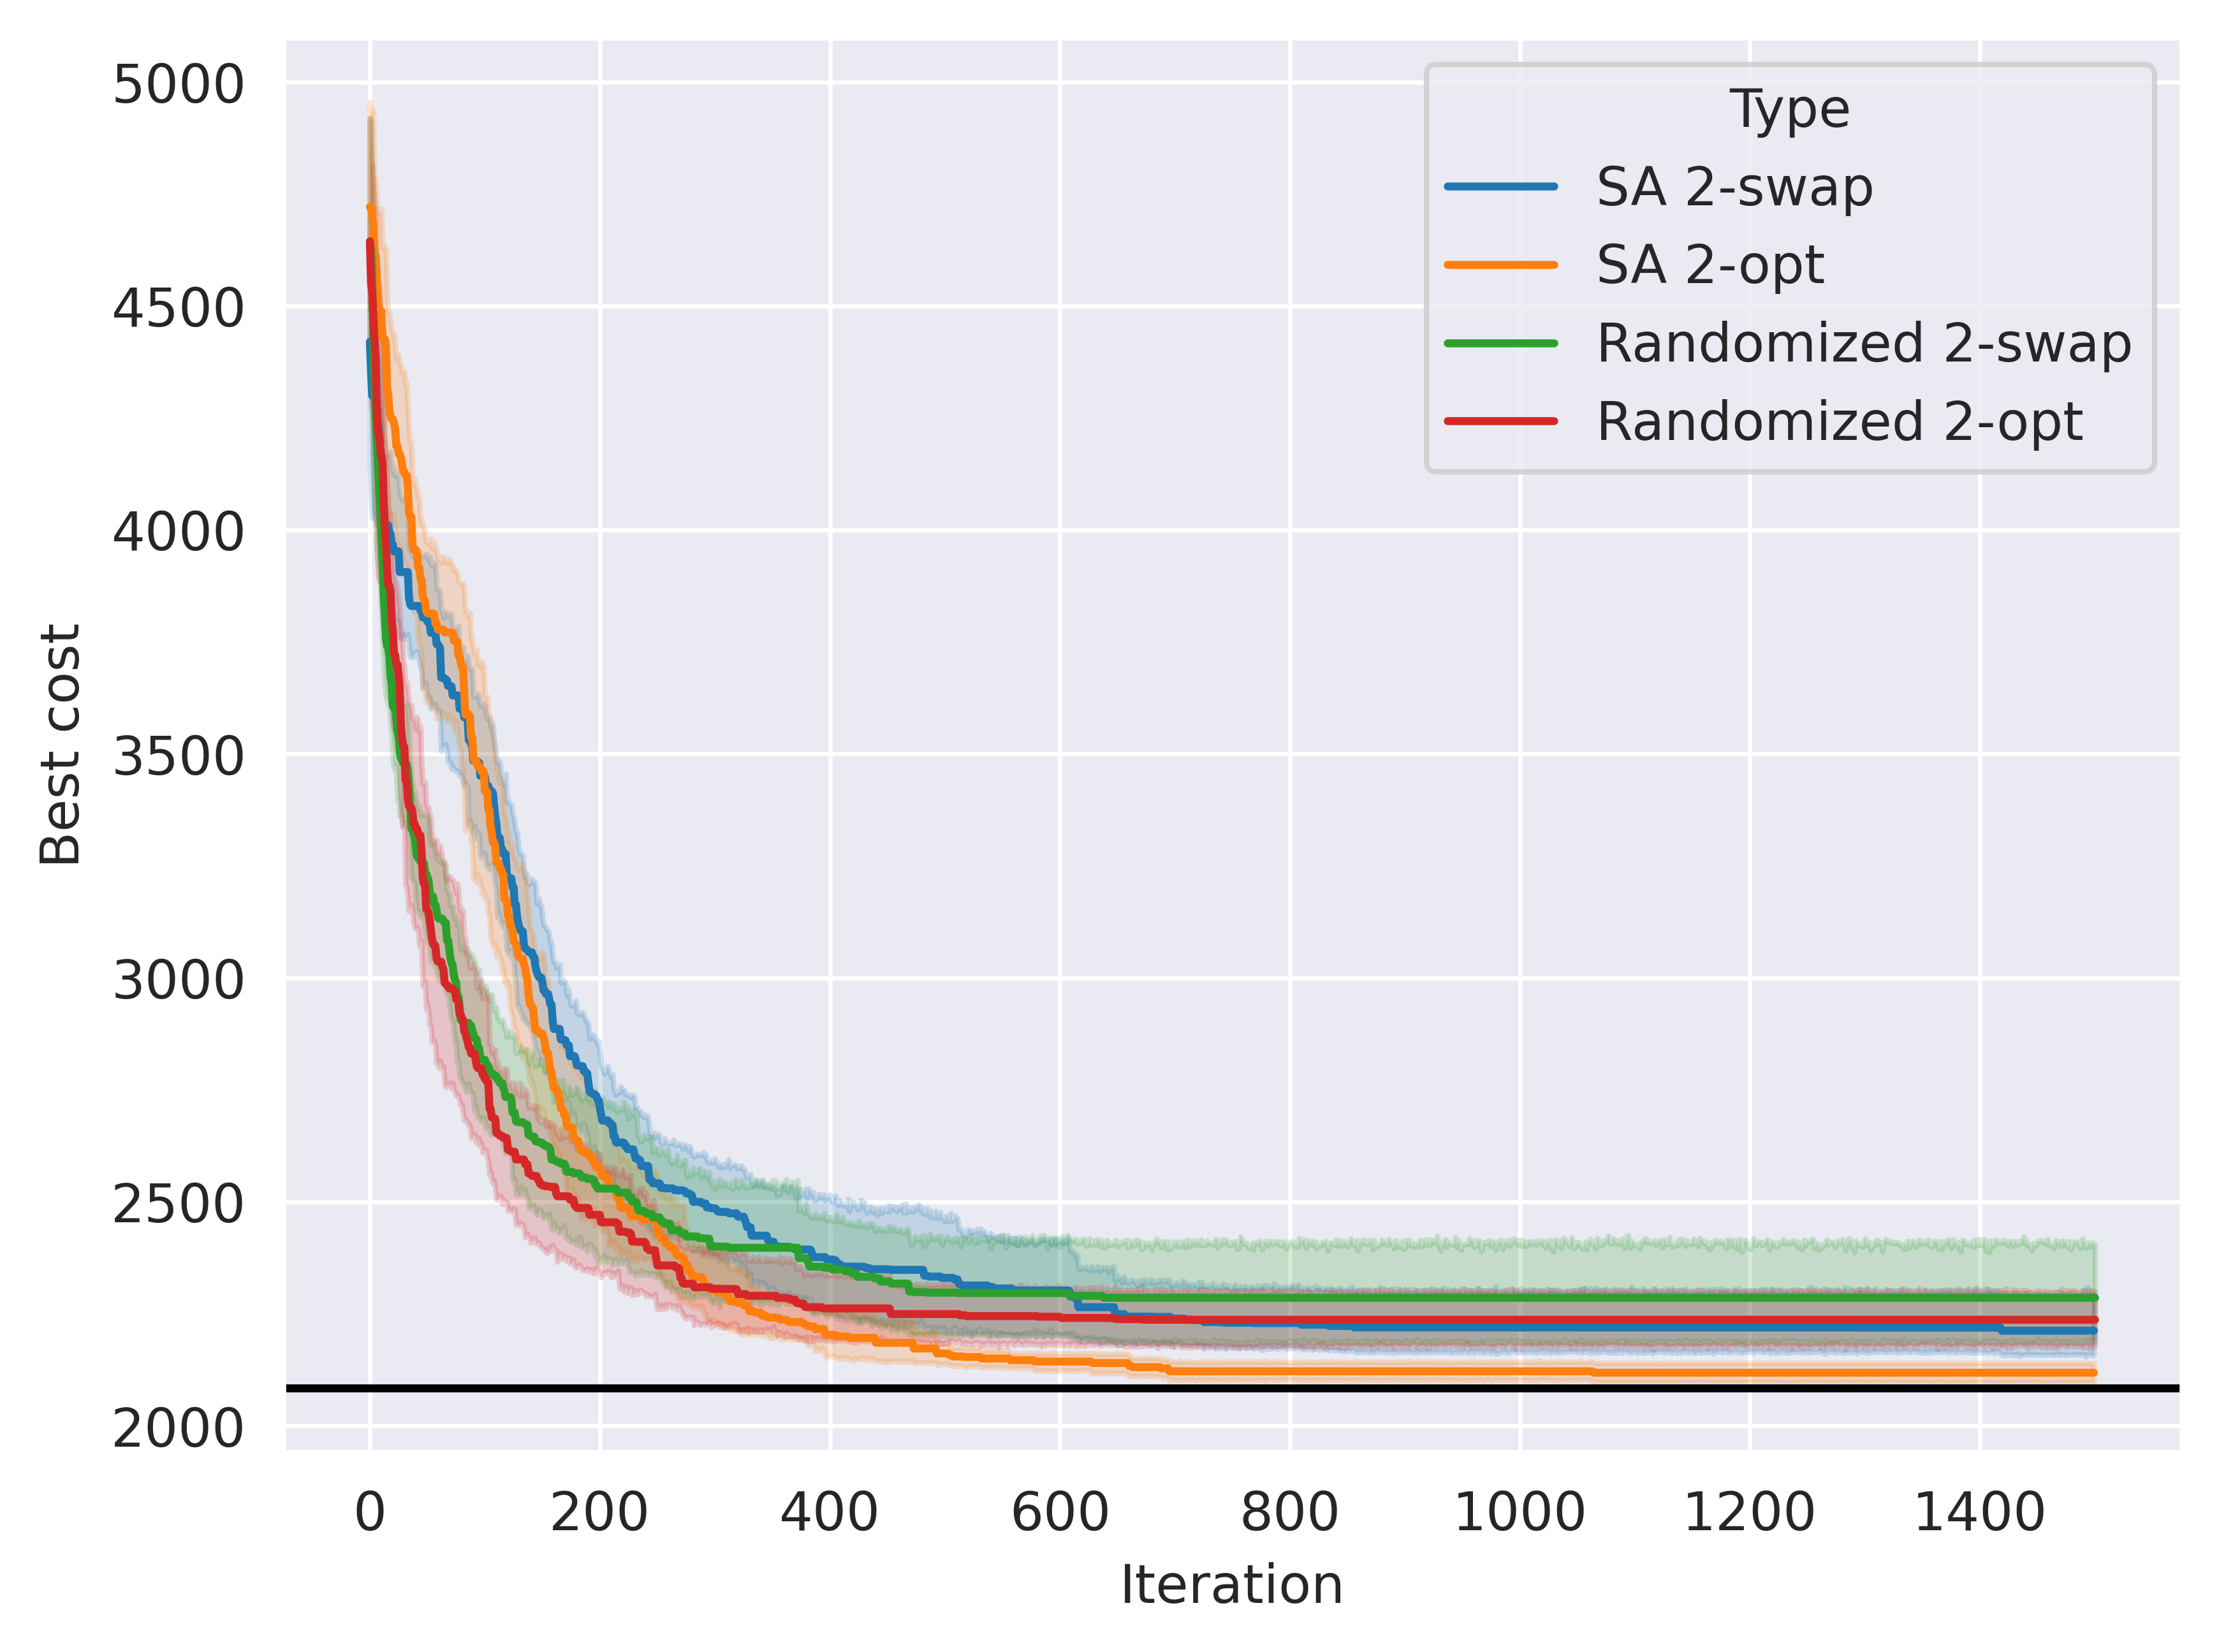 5000
4500
4000
3500
3000
2500
2000
Best cost
Type
SA 2-swap
SA 2-opt
Randomized 2-swap
Randomized 2-opt
0 200 400 600 800 1000 1200 1400
Iteration